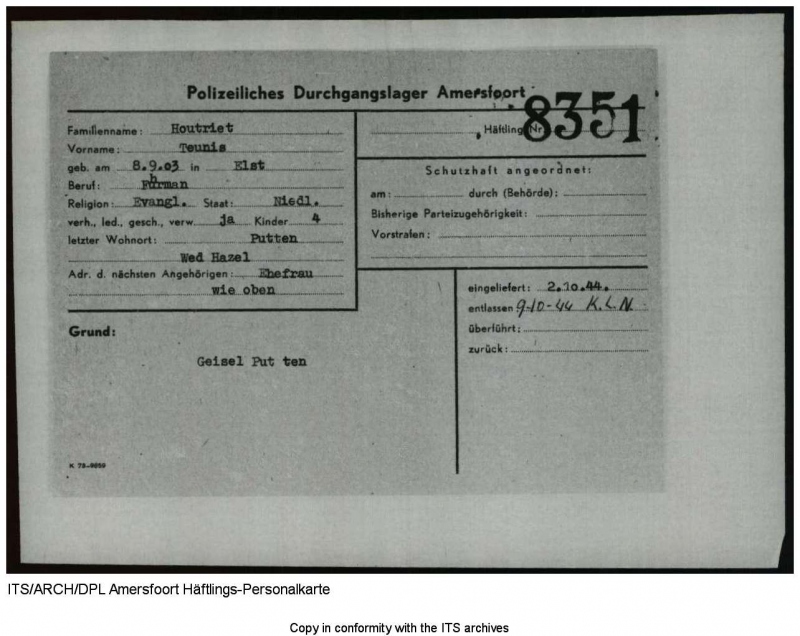 Polizeiliches Durchgangslager Amersfoort
8351
Familienname: Houtriet
Häftling Nr.
Vorname: Teunis
geb. am 8.9.03 in Elst
Beruf: Fuhrman
Religion: Evangl. Staat: Niedl.
verh., led., gesch., verw. ja Kinder 4
letzter Wohnort: Putten
Wed Hazel
Adr. d. nächsten Angehörigen: Ehefrau
wie oben
Schutzhaft angeordnet:
am: durch (Behörde):
Bisherige Parteizugehörigkeit:
Vorstrafen:
eingeliefert: 2.10.44.
entlassen 9-10-44 K.L.N.
überführt:
zurück:
Grund:
Geisel Put ten
K 78-9959
ITS/ARCH/DPL Amersfoort Häftlings-Personalkarte
Copy in conformity with the ITS archives